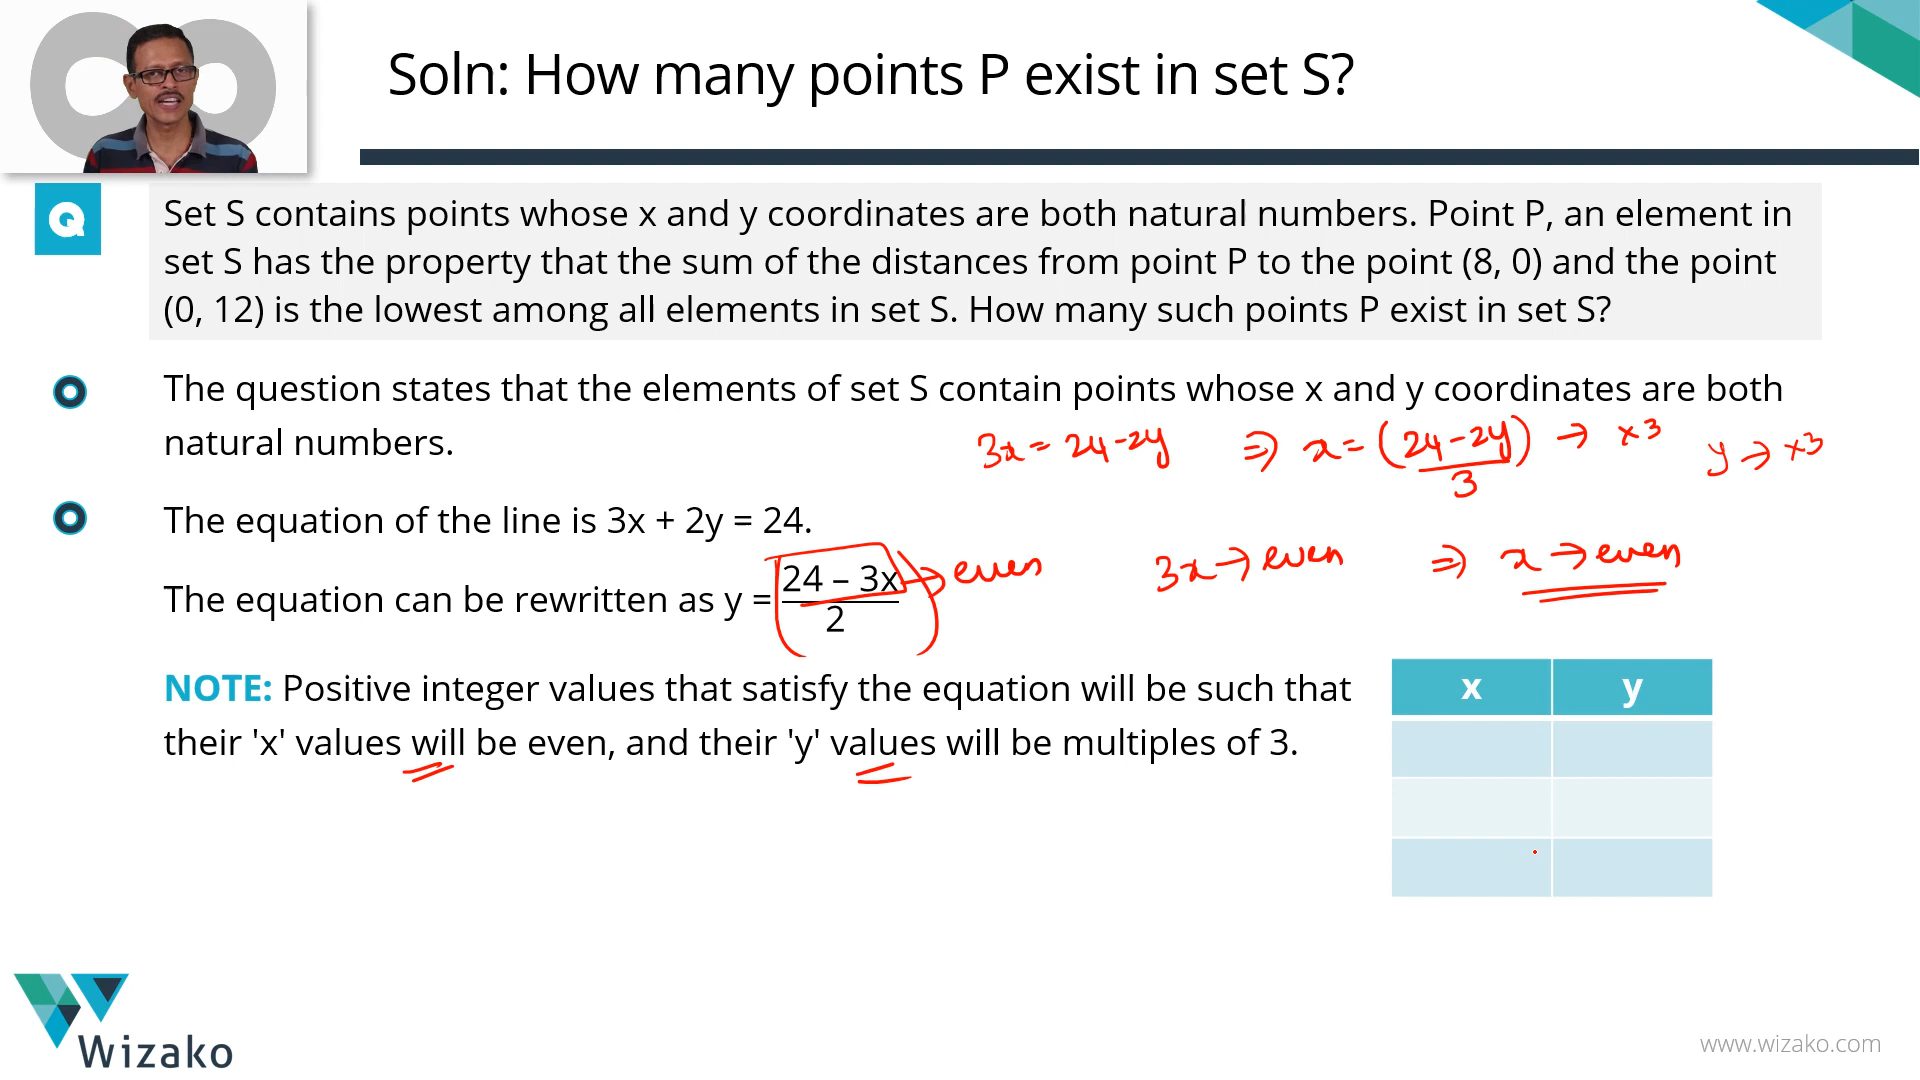 Soln: How many points P exist in set S?
Q
Set S contains points whose x and y coordinates are both natural numbers. Point P, an element in
set S has the property that the sum of the distances from point P to the point (8, 0) and the point
(0, 12) is the lowest among all elements in set S. How many such points P exist in set S?
The question states that the elements of set S contain points whose x and y coordinates are both
natural numbers.
3x = 24-2y ⇒ x = (24-2y)/3 → x3 y → x3
The equation of the line is 3x + 2y = 24.
The equation can be rewritten as y = (24 – 3x)/2 → even 3x → even ⇒ x → even
NOTE: Positive integer values that satisfy the equation will be such that
their 'x' values will be even, and their 'y' values will be multiples of 3.
x y
Wizako
www.wizako.com